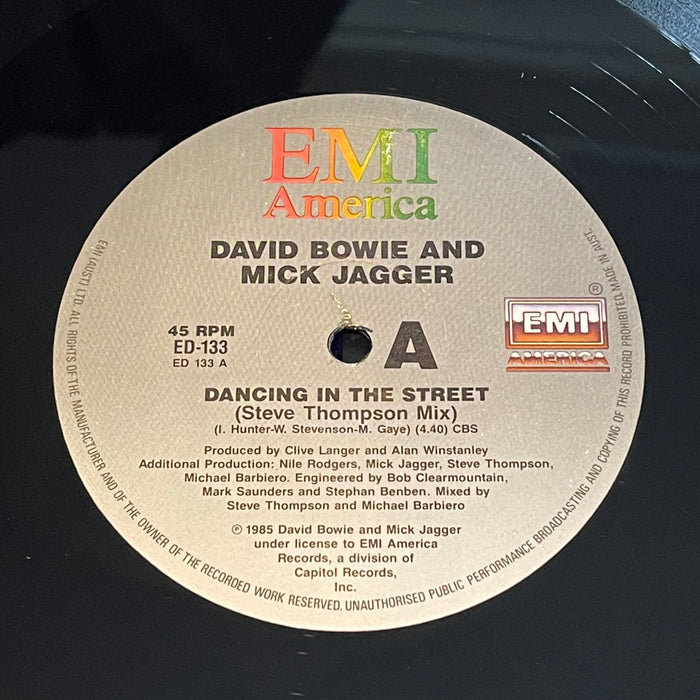 EMI
America
DAVID BOWIE AND
MICK JAGGER
45 RPM
ED-133
ED 133 A
A
®
EMI
AMERICA
DANCING IN THE STREET
(Steve Thompson Mix)
(I. Hunter-W. Stevenson-M. Gaye) (4.40) CBS
Produced by Clive Langer and Alan Winstanley
Additional Production: Nile Rodgers, Mick Jagger, Steve Thompson,
Michael Barbiero. Engineered by Bob Clearmountain,
Mark Saunders and Stephan Benben. Mixed by
Steve Thompson and Michael Barbiero
℗ 1985 David Bowie and Mick Jagger
under license to EMI America
Records, a division of
Capitol Records,
Inc.
EMI (AUST.) LTD. ALL RIGHTS OF THE MANUFACTURER AND OF THE OWNER OF THE RECORDED WORK RESERVED. UNAUTHORISED PUBLIC PERFORMANCE BROADCASTING AND COPYING OF THIS RECORD PROHIBITED. MADE IN AUST.